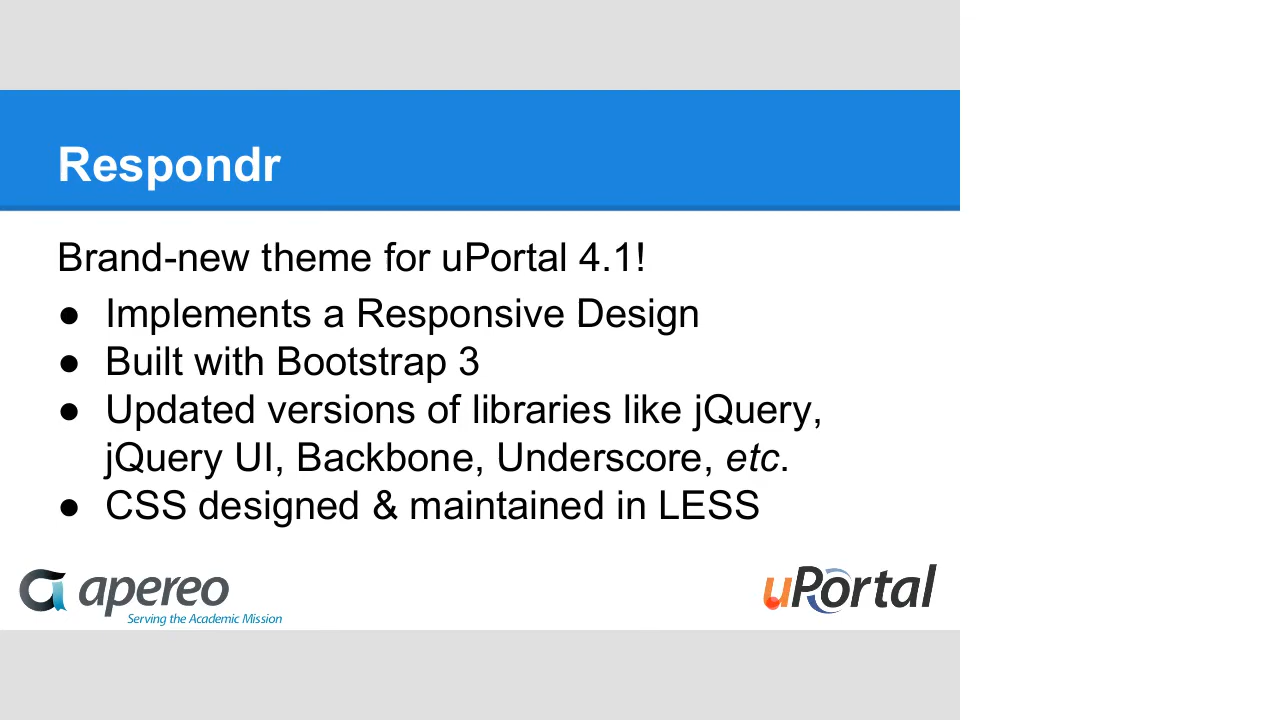 Respondr
Brand-new theme for uPortal 4.1!
● Implements a Responsive Design
● Built with Bootstrap 3
● Updated versions of libraries like jQuery,
jQuery UI, Backbone, Underscore, etc.
● CSS designed & maintained in LESS
apereo
Serving the Academic Mission
uPortal